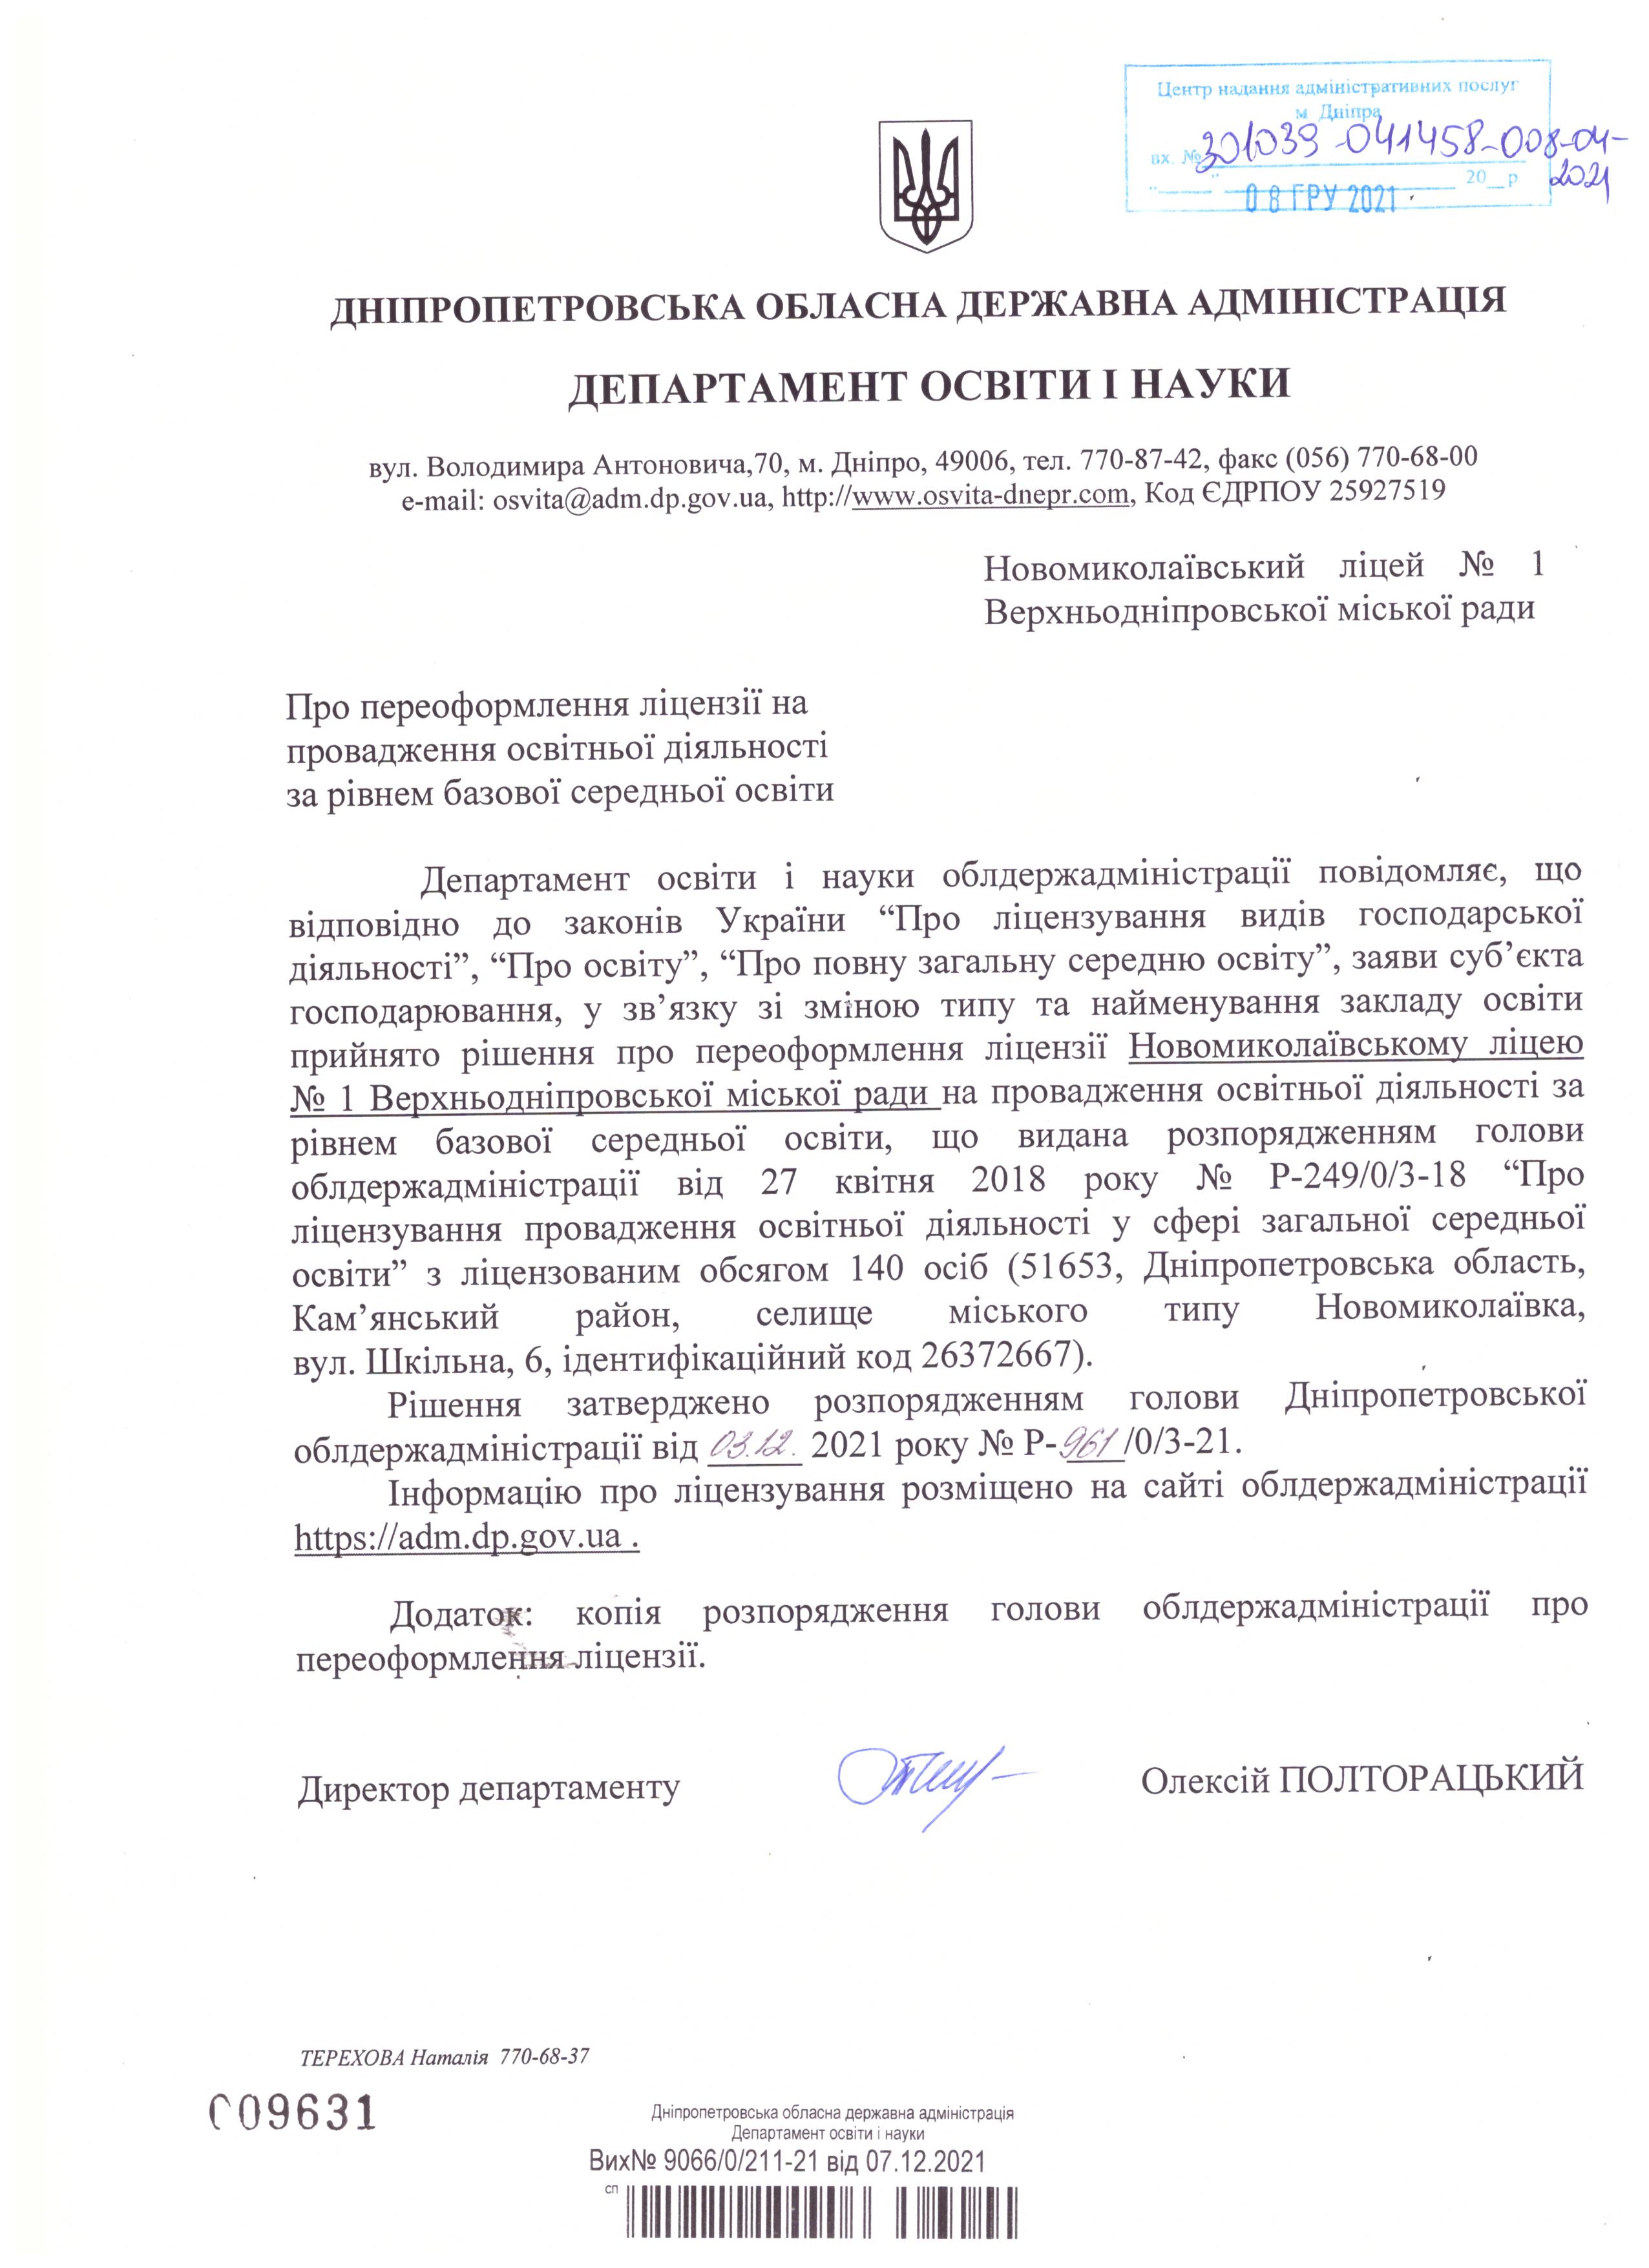 Центр надання адміністративних послуг
м Дніпра
вх. № 301039-041458-008-04-
2021
"____" ____ 20__р
08 ГРУ 2021
ДНІПРОПЕТРОВСЬКА ОБЛАСНА ДЕРЖАВНА АДМІНІСТРАЦІЯ
ДЕПАРТАМЕНТ ОСВІТИ І НАУКИ
вул. Володимира Антоновича,70, м. Дніпро, 49006, тел. 770-87-42, факс (056) 770-68-00
e-mail: osvita@adm.dp.gov.ua, http://www.osvita-dnepr.com, Код ЄДРПОУ 25927519
Новомиколаївський ліцей № 1
Верхньодніпровської міської ради
Про переоформлення ліцензії на
провадження освітньої діяльності
за рівнем базової середньої освіти
Департамент освіти і науки облдержадміністрації повідомляє, що
відповідно до законів України “Про ліцензування видів господарської
діяльності”, “Про освіту”, “Про повну загальну середню освіту”, заяви суб’єкта
господарювання, у зв’язку зі зміною типу та найменування закладу освіти
прийнято рішення про переоформлення ліцензії Новомиколаївському ліцею
№ 1 Верхньодніпровської міської ради на провадження освітньої діяльності за
рівнем базової середньої освіти, що видана розпорядженням голови
облдержадміністрації від 27 квітня 2018 року № Р-249/0/3-18 “Про
ліцензування провадження освітньої діяльності у сфері загальної середньої
освіти” з ліцензованим обсягом 140 осіб (51653, Дніпропетровська область,
Кам’янський район, селище міського типу Новомиколаївка,
вул. Шкільна, 6, ідентифікаційний код 26372667).
Рішення затверджено розпорядженням голови Дніпропетровської
облдержадміністрації від 03.12. 2021 року № Р-961/0/3-21.
Інформацію про ліцензування розміщено на сайті облдержадміністрації
https://adm.dp.gov.ua .
Додаток: копія розпорядження голови облдержадміністрації про
переоформлення ліцензії.
Директор департаменту Олексій ПОЛТОРАЦЬКИЙ
ТЕРЕХОВА Наталія 770-68-37
009631
Дніпропетровська обласна державна адміністрація
Департамент освіти і науки
Вих№ 9066/0/211-21 від 07.12.2021
СП